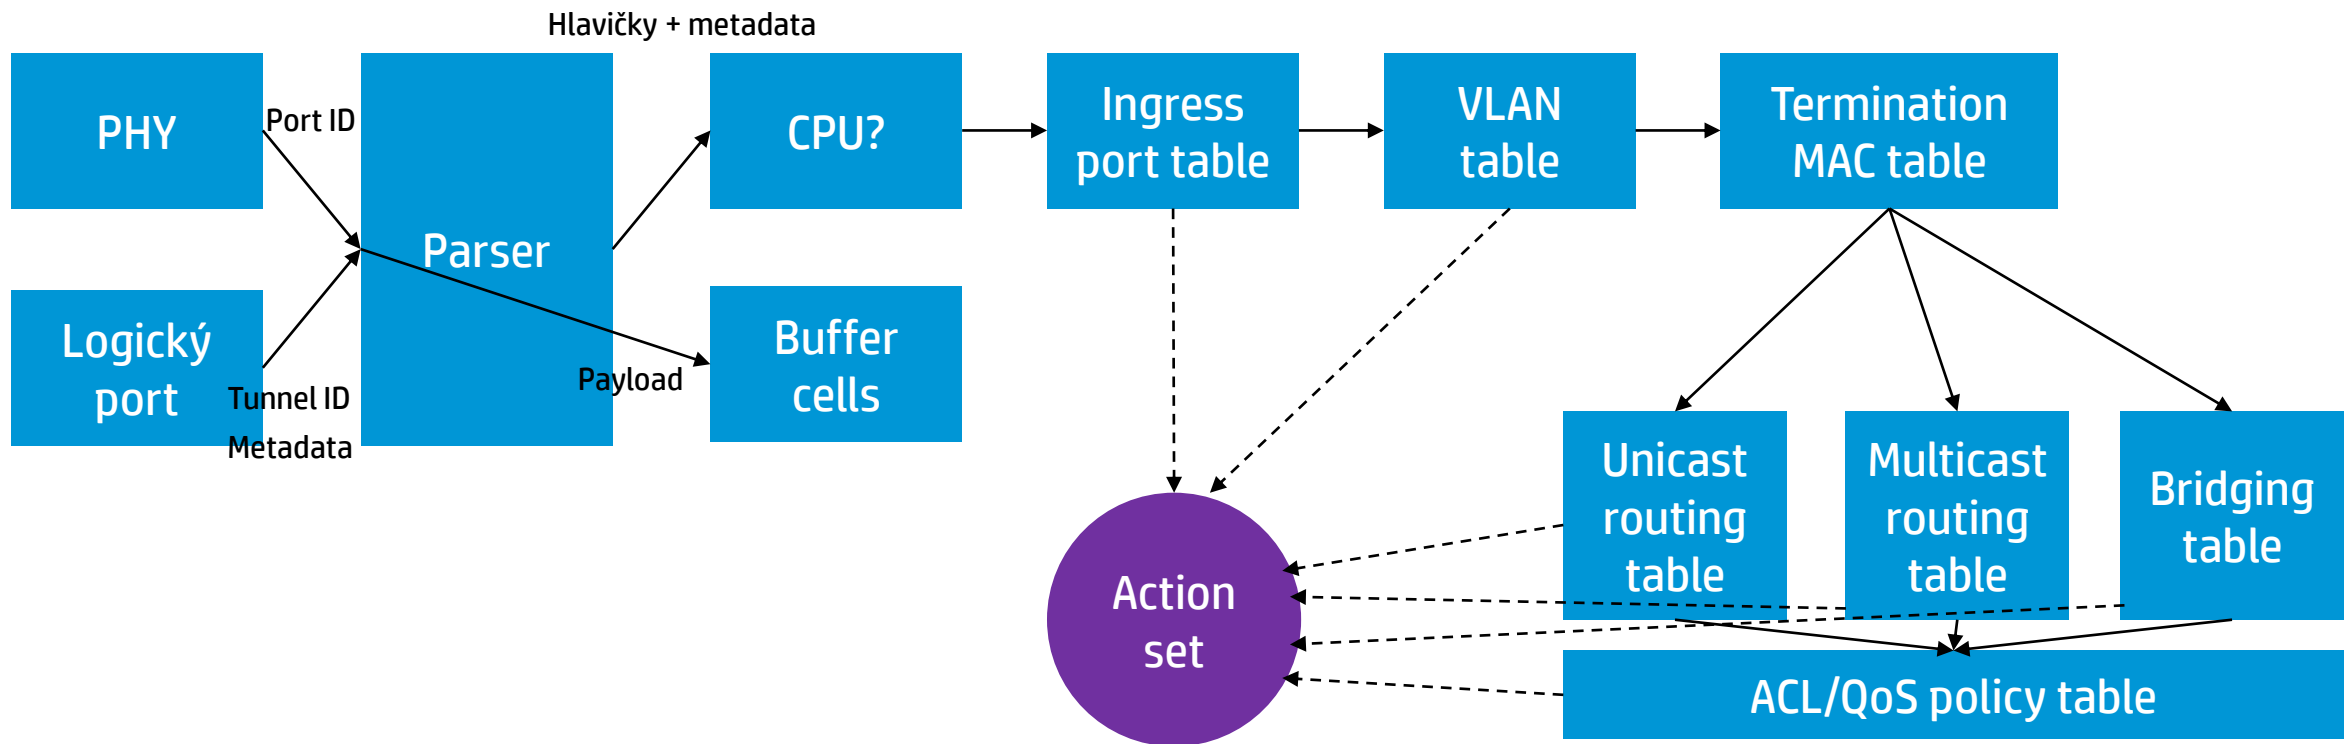 Hlavičky + metadata
PHY
Port ID
Parser
CPU?
Ingress
port table
VLAN
table
Termination
MAC table
Logický
port
Tunnel ID
Metadata
Payload
Buffer
cells
Unicast
routing
table
Multicast
routing
table
Bridging
table
Action
set
ACL/QoS policy table